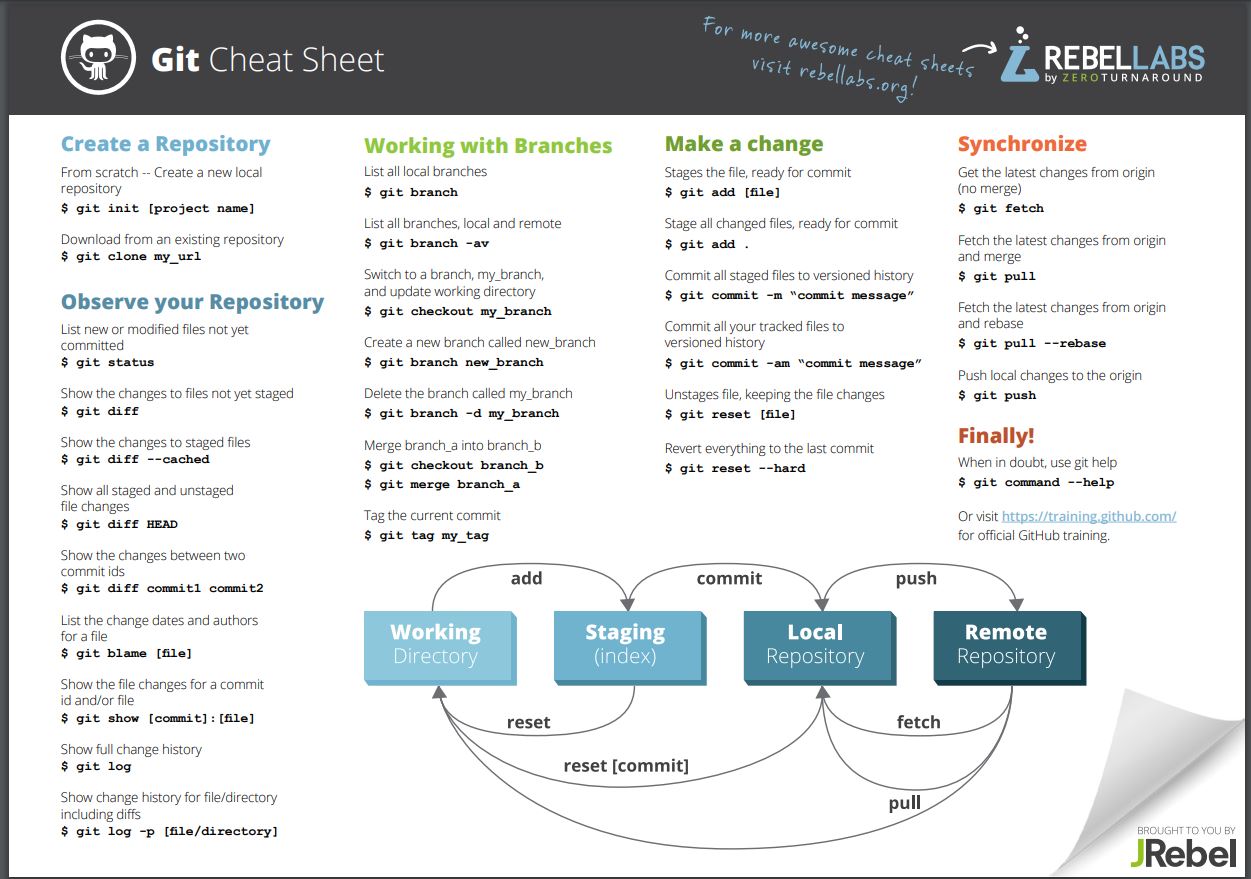 Git Cheat Sheet
For more awesome cheat sheets
visit rebellabs.org!
REBELLABS
by ZEROTURNAROUND
Create a Repository
From scratch -- Create a new local
repository
$ git init [project name]
Download from an existing repository
$ git clone my_url
Observe your Repository
List new or modified files not yet
committed
$ git status
Show the changes to files not yet staged
$ git diff
Show the changes to staged files
$ git diff --cached
Show all staged and unstaged
file changes
$ git diff HEAD
Show the changes between two
commit ids
$ git diff commit1 commit2
List the change dates and authors
for a file
$ git blame [file]
Show the file changes for a commit
id and/or file
$ git show [commit]:[file]
Show full change history
$ git log
Show change history for file/directory
including diffs
$ git log -p [file/directory]
Working with Branches
List all local branches
$ git branch
List all branches, local and remote
$ git branch -av
Switch to a branch, my_branch,
and update working directory
$ git checkout my_branch
Create a new branch called new_branch
$ git branch new_branch
Delete the branch called my_branch
$ git branch -d my_branch
Merge branch_a into branch_b
$ git checkout branch_b
$ git merge branch_a
Tag the current commit
$ git tag my_tag
Make a change
Stages the file, ready for commit
$ git add [file]
Stage all changed files, ready for commit
$ git add .
Commit all staged files to versioned history
$ git commit -m “commit message”
Commit all your tracked files to
versioned history
$ git commit -am “commit message”
Unstages file, keeping the file changes
$ git reset [file]
Revert everything to the last commit
$ git reset --hard
Synchronize
Get the latest changes from origin
(no merge)
$ git fetch
Fetch the latest changes from origin
and merge
$ git pull
Fetch the latest changes from origin
and rebase
$ git pull --rebase
Push local changes to the origin
$ git push
Finally!
When in doubt, use git help
$ git command --help
Or visit https://training.github.com/
for official GitHub training.
add
commit
push
Working
Directory
Staging
(index)
Local
Repository
Remote
Repository
reset
fetch
reset [commit]
pull
BROUGHT TO YOU BY
JRebel